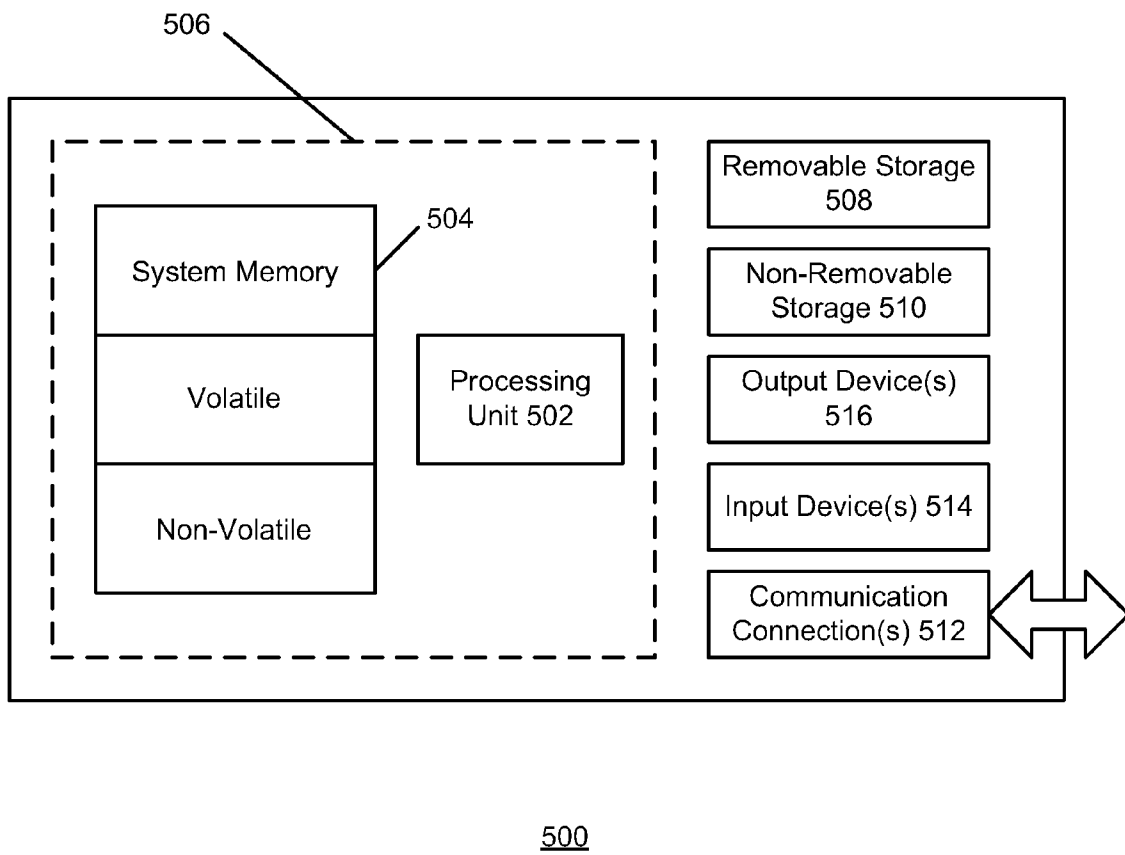 506
504
System Memory
Volatile
Non-Volatile
Processing
Unit 502
Removable Storage
508
Non-Removable
Storage 510
Output Device(s)
516
Input Device(s) 514
Communication
Connection(s) 512
500